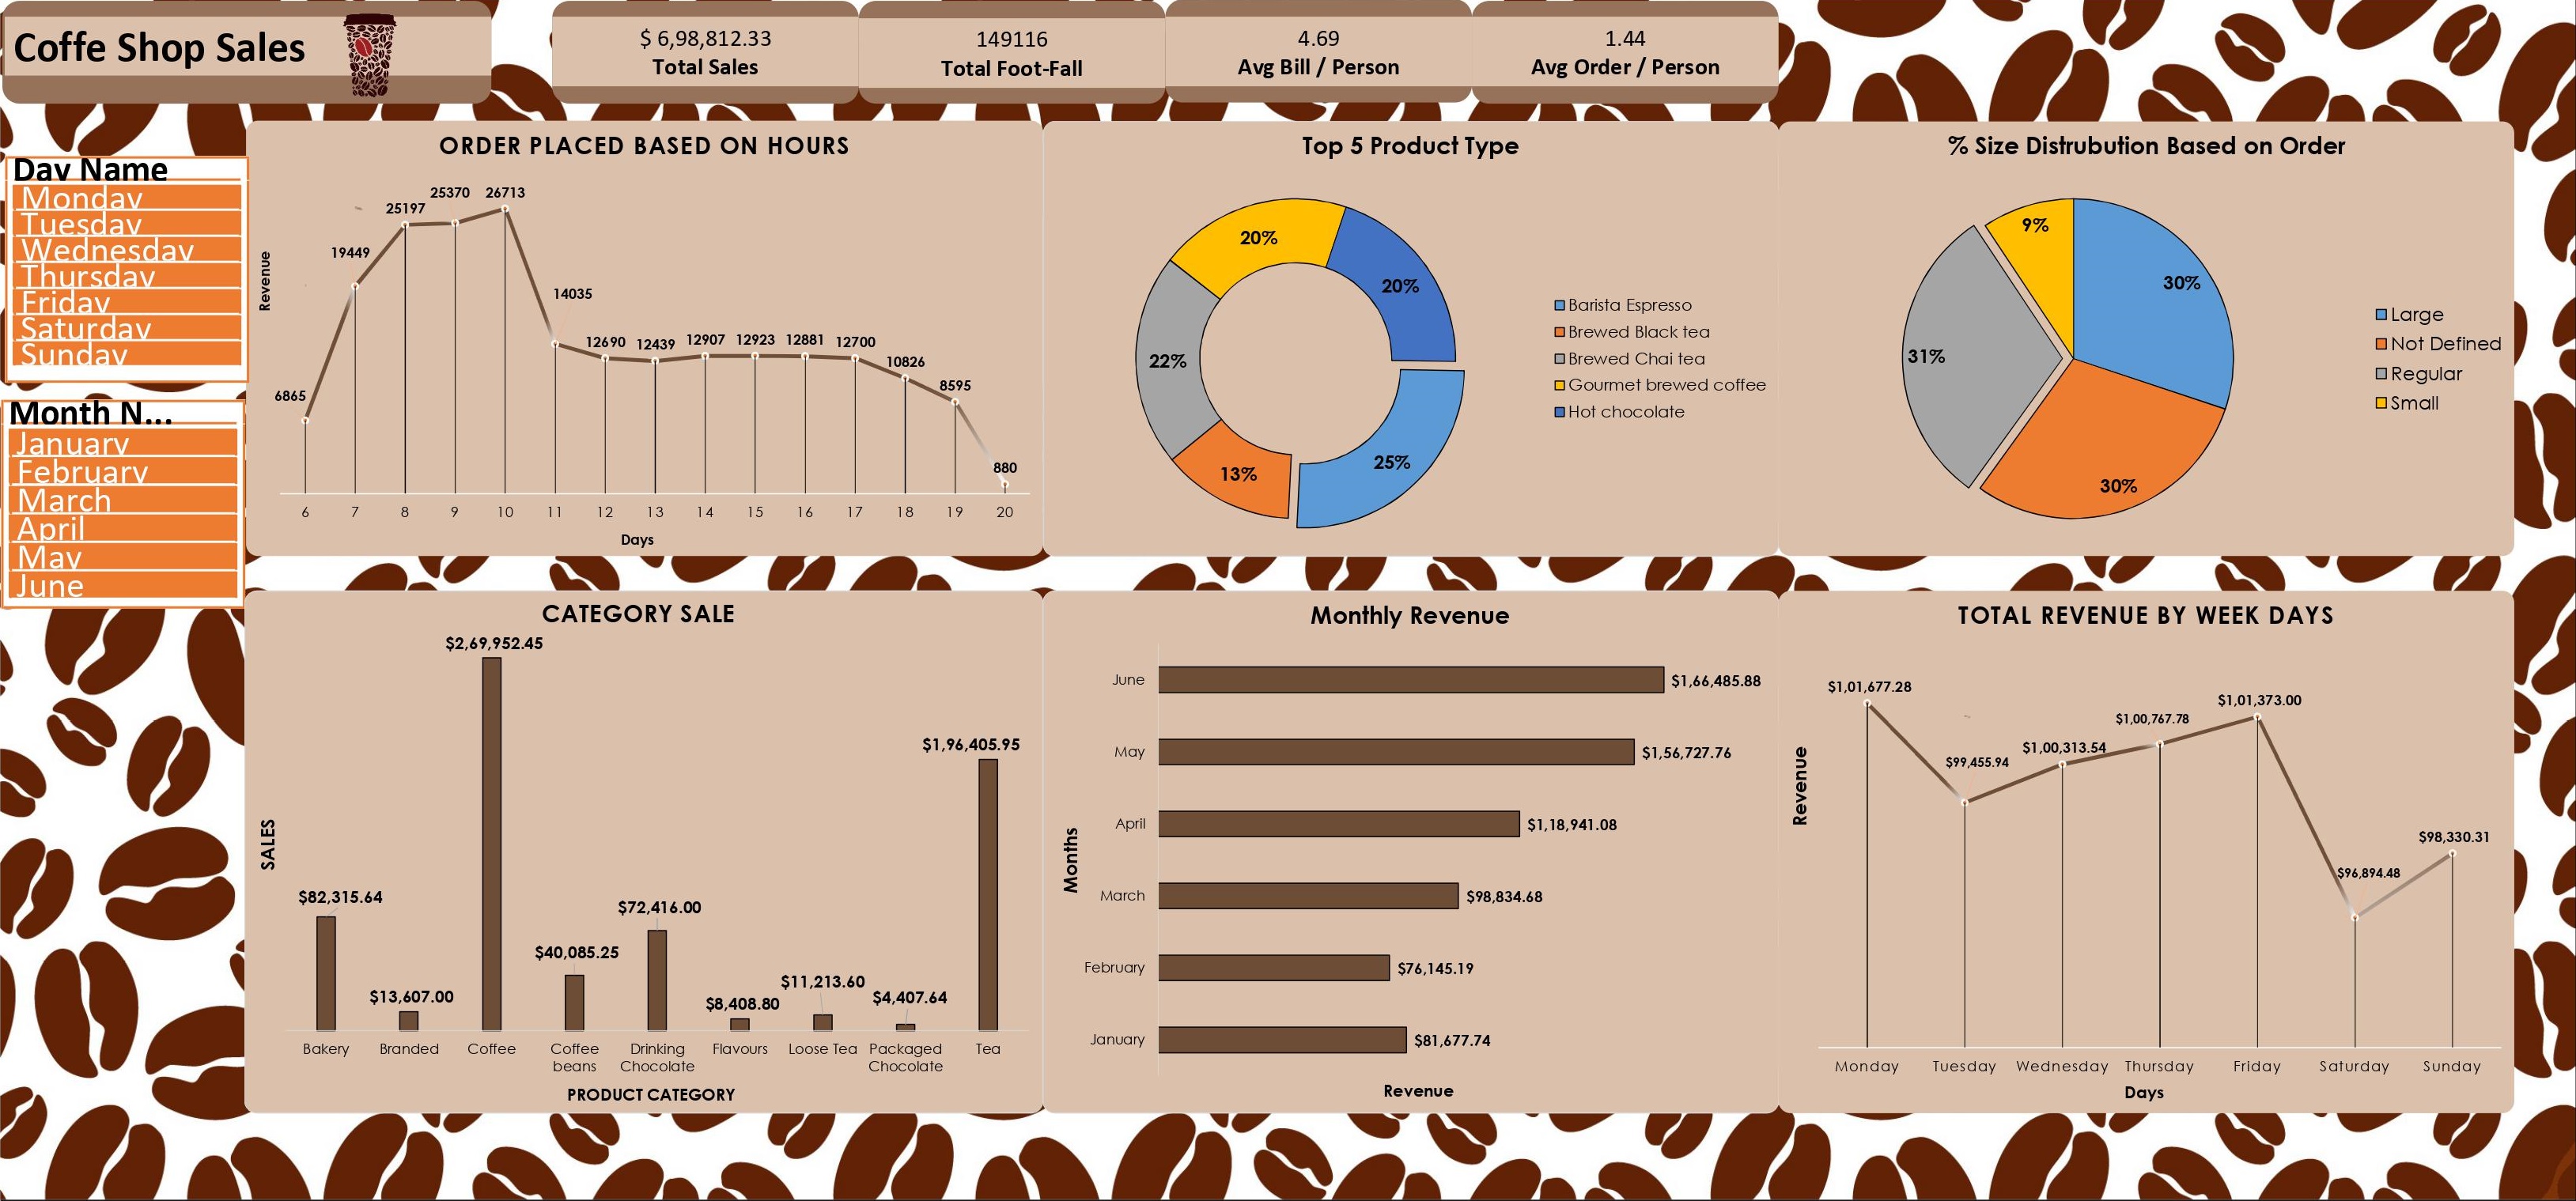 Coffe Shop Sales
$ 6,98,812.33
Total Sales
149116
Total Foot-Fall
4.69
Avg Bill / Person
1.44
Avg Order / Person
Day Name
Monday
Tuesday
Wednesday
Thursday
Friday
Saturday
Sunday
Month N...
January
February
March
April
May
June
ORDER PLACED BASED ON HOURS
Revenue
6865
19449
25197
25370
26713
14035
12690
12439
12907
12923
12881
12700
10826
8595
880
6 7 8 9 10 11 12 13 14 15 16 17 18 19 20
Days
Top 5 Product Type
20%
20%
22%
13%
25%
Barista Espresso
Brewed Black tea
Brewed Chai tea
Gourmet brewed coffee
Hot chocolate
% Size Distrubution Based on Order
9%
30%
31%
30%
Large
Not Defined
Regular
Small
CATEGORY SALE
SALES
$82,315.64
$13,607.00
$2,69,952.45
$40,085.25
$72,416.00
$8,408.80
$11,213.60
$4,407.64
$1,96,405.95
Bakery
Branded
Coffee
Coffee
beans
Drinking
Chocolate
Flavours
Loose Tea
Packaged
Chocolate
Tea
PRODUCT CATEGORY
Monthly Revenue
Months
June $1,66,485.88
May $1,56,727.76
April $1,18,941.08
March $98,834.68
February $76,145.19
January $81,677.74
Revenue
TOTAL REVENUE BY WEEK DAYS
Revenue
$1,01,677.28
$99,455.94
$1,00,313.54
$1,00,767.78
$1,01,373.00
$96,894.48
$98,330.31
Monday Tuesday Wednesday Thursday Friday Saturday Sunday
Days